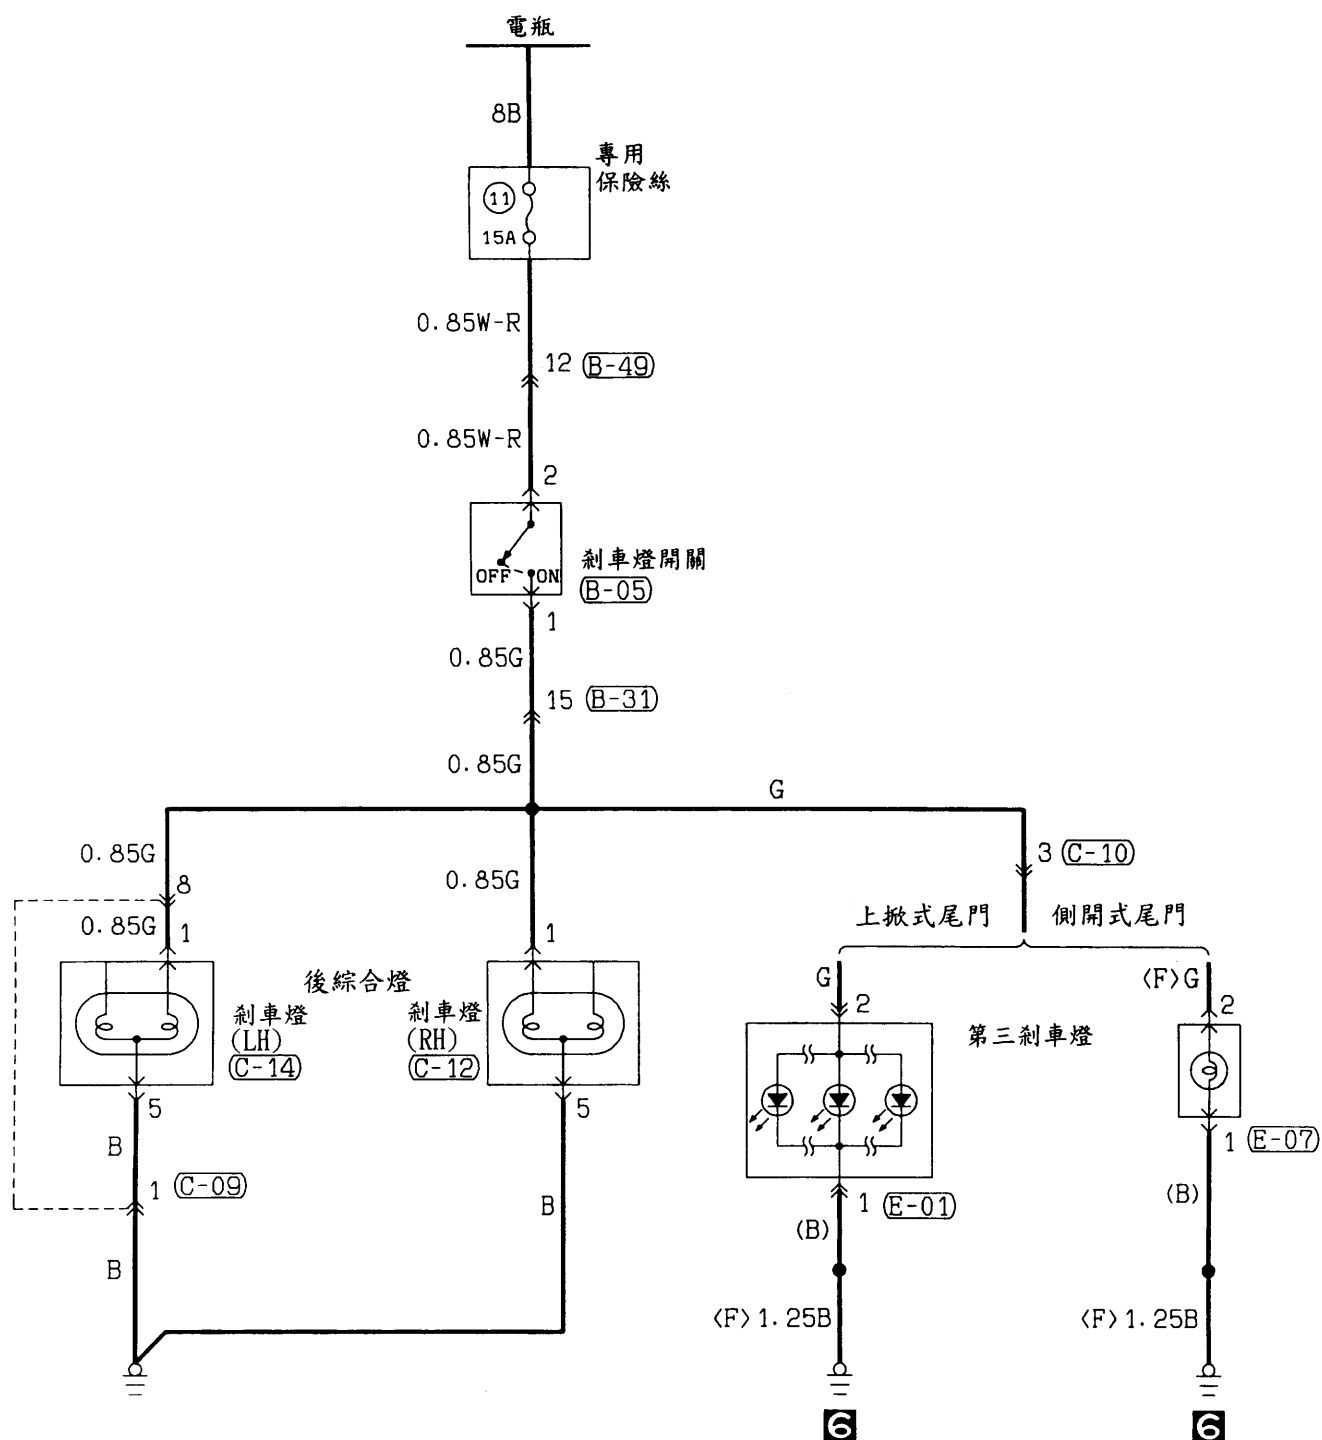 電瓶
8B
專用
保險絲
11
15A
0.85W-R
12 B-49
0.85W-R
2
OFF ON
剎車燈開關
B-05
1
0.85G
15 B-31
0.85G
G
0.85G
8
0.85G 1
0.85G
1
3 C-10
上掀式尾門 側開式尾門
後綜合燈
剎車燈
(LH)
C-14
剎車燈
(RH)
C-12
G
2
〈F〉G
2
第三剎車燈
5
B
1 C-09
B
5
B
1 E-01
(B)
〈F〉1.25B
6
1 E-07
(B)
〈F〉1.25B
6